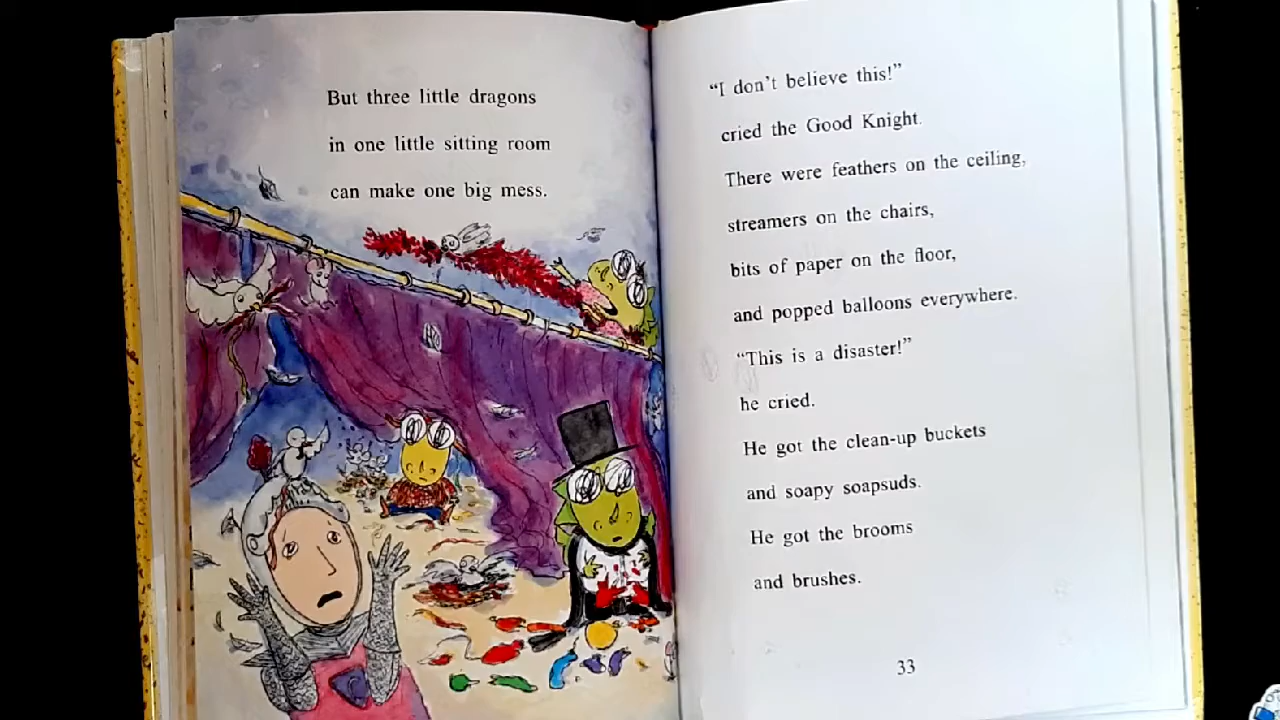 But three little dragons
in one little sitting room
can make one big mess.
“I don’t believe this!”
cried the Good Knight.
There were feathers on the ceiling,
streamers on the chairs,
bits of paper on the floor,
and popped balloons everywhere.
“This is a disaster!”
he cried.
He got the clean-up buckets
and soapy soapsuds.
He got the brooms
and brushes.
33